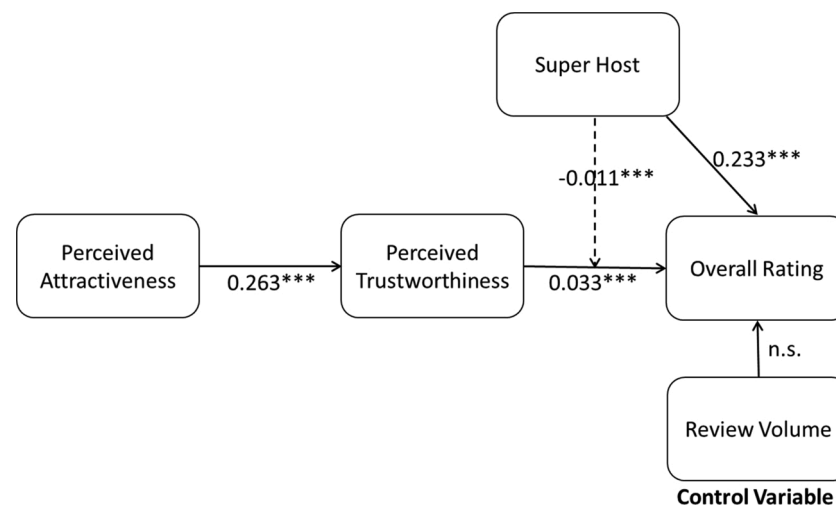 Super Host
0.233***
-0.011***
Perceived
Attractiveness
0.263***
Perceived
Trustworthiness
0.033***
Overall Rating
n.s.
Review Volume
Control Variable